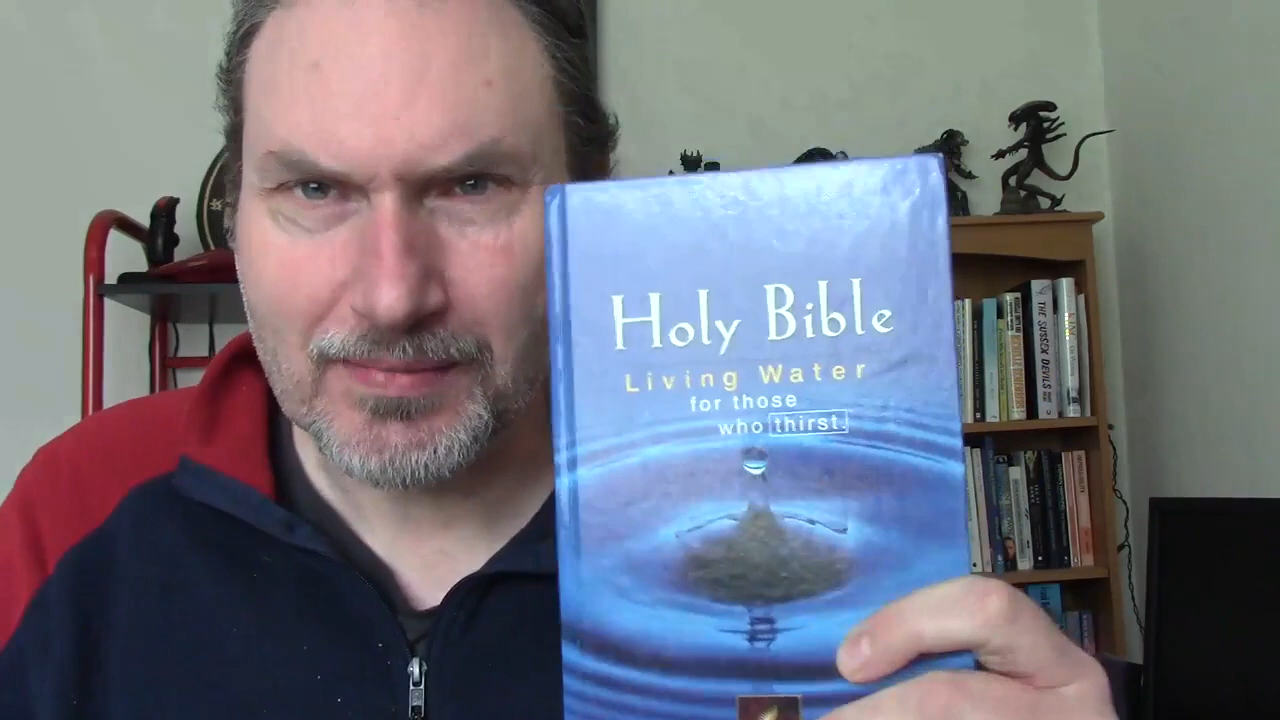 Holy Bible
Living Water
for those
who thirst.
THE SUSSEX DEVILS